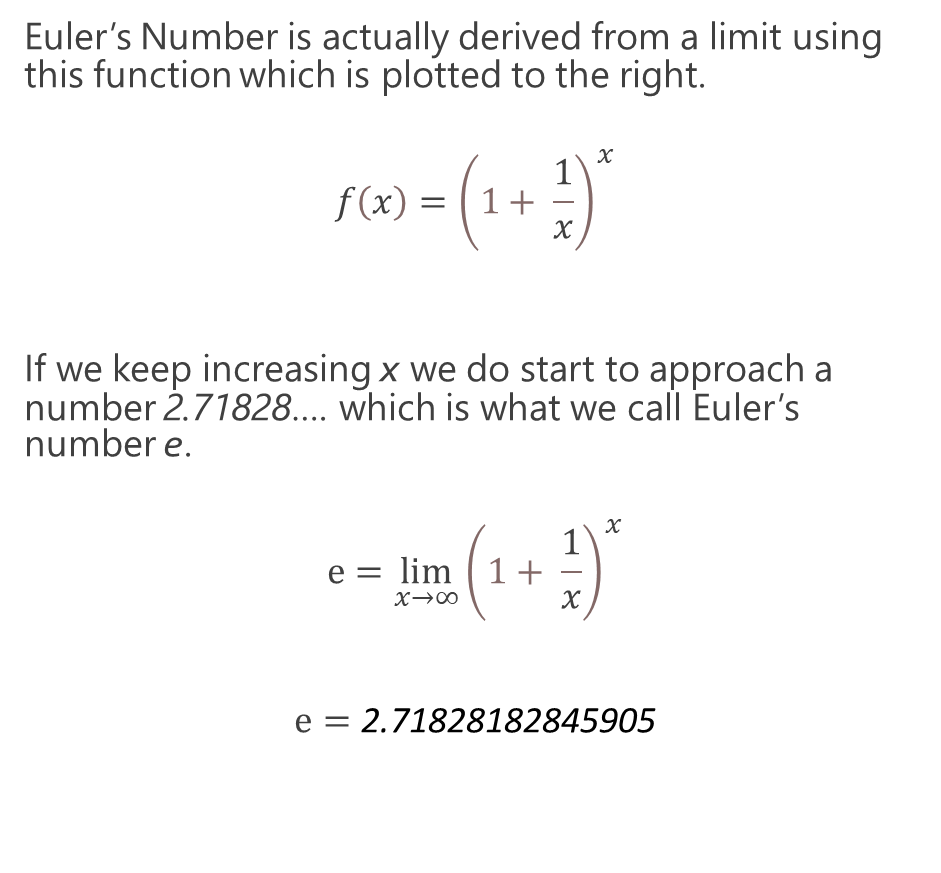 Euler’s Number is actually derived from a limit using
this function which is plotted to the right.
f(x) = (1 + 1/x)^x
If we keep increasing x we do start to approach a
number 2.71828.... which is what we call Euler’s
number e.
e = lim x→∞ (1 + 1/x)^x
e = 2.71828182845905